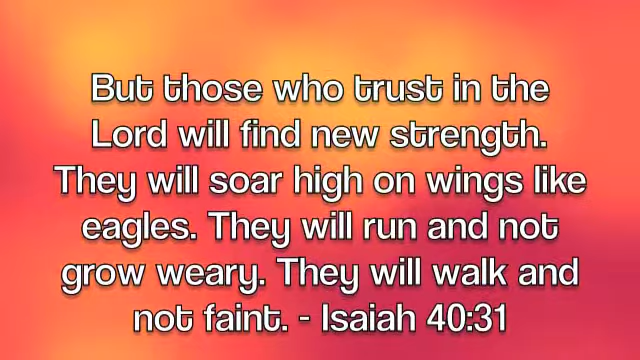 But those who trust in the
Lord will find new strength.
They will soar high on wings like
eagles. They will run and not
grow weary. They will walk and
not faint. - Isaiah 40:31